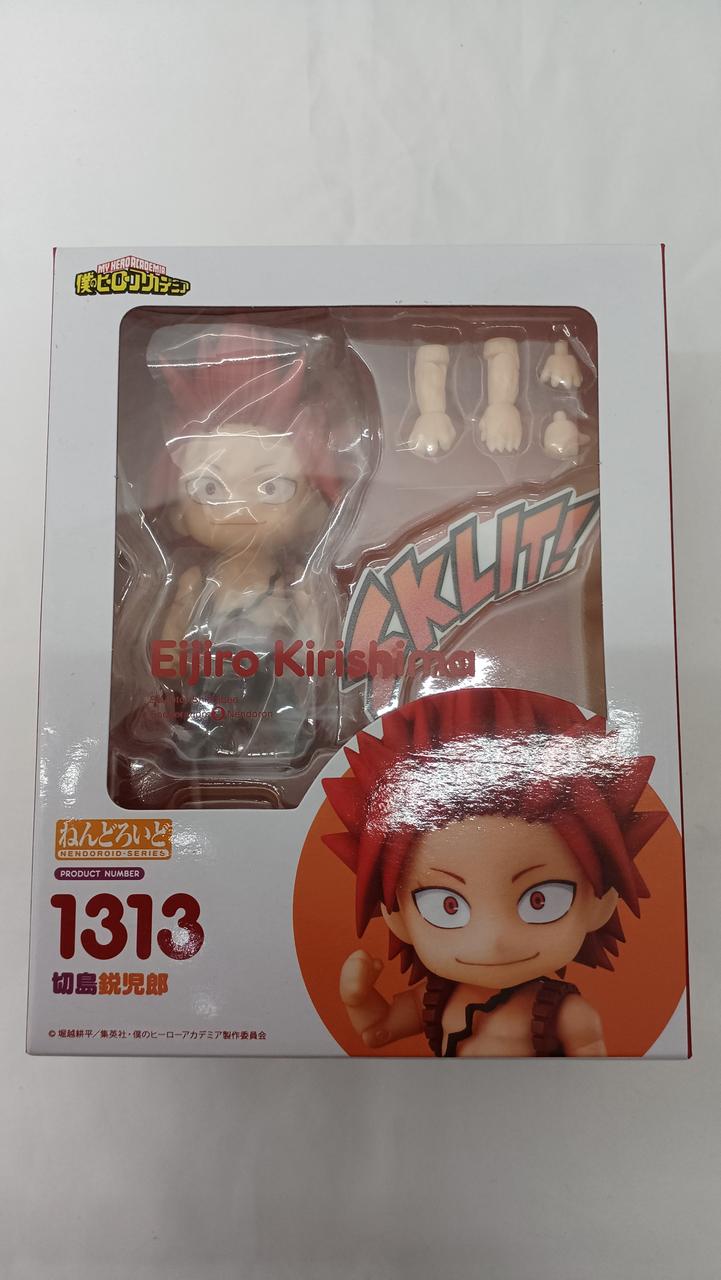 MY HERO ACADEMIA
僕のヒーローアカデミア
KLIT!
Eijiro Kirishima
Nendoron
ねんどろいど
NENDOROID-SERIES
PRODUCT NUMBER
1313
切島鋭児郎
© 堀越耕平／集英社・僕のヒーローアカデミア製作委員会